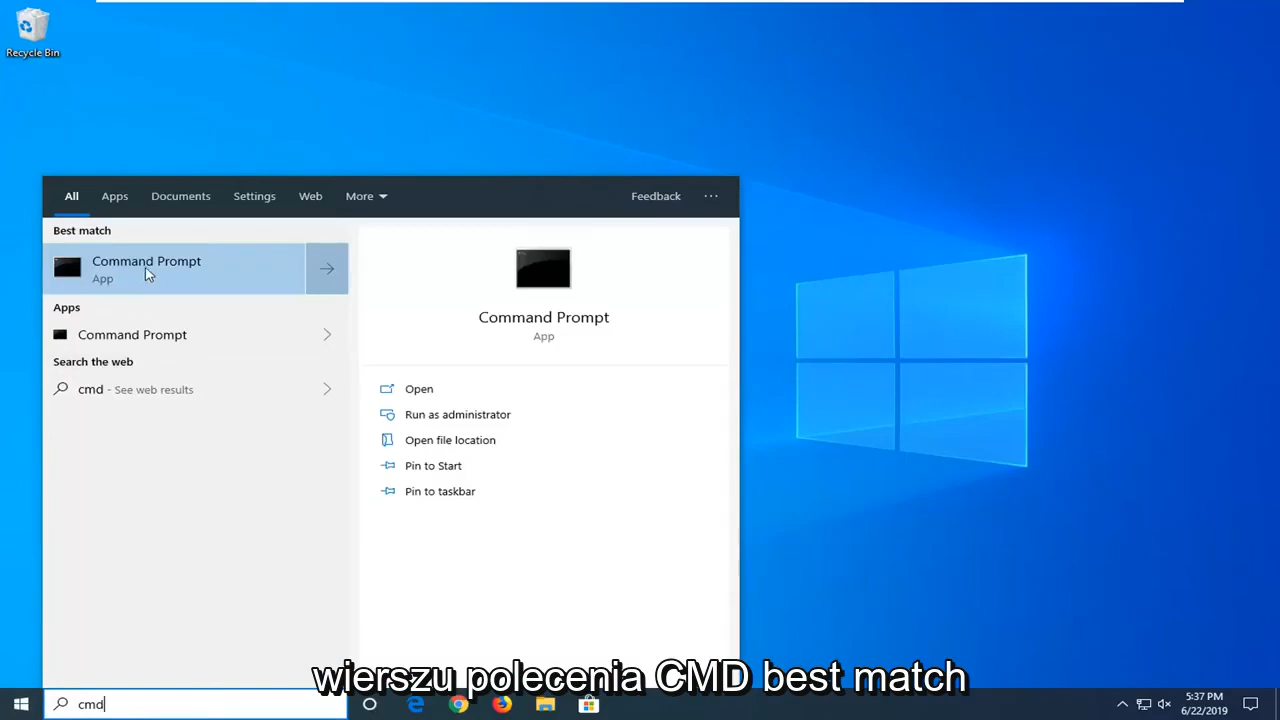 Recycle Bin
All Apps Documents Settings Web More Feedback ...
Best match
Command Prompt
App
Apps
Command Prompt
Search the web
cmd - See web results
Command Prompt
App
Open
Run as administrator
Open file location
Pin to Start
Pin to taskbar
wierszu polecenia CMD best match
cmd
5:37 PM
6/22/2019